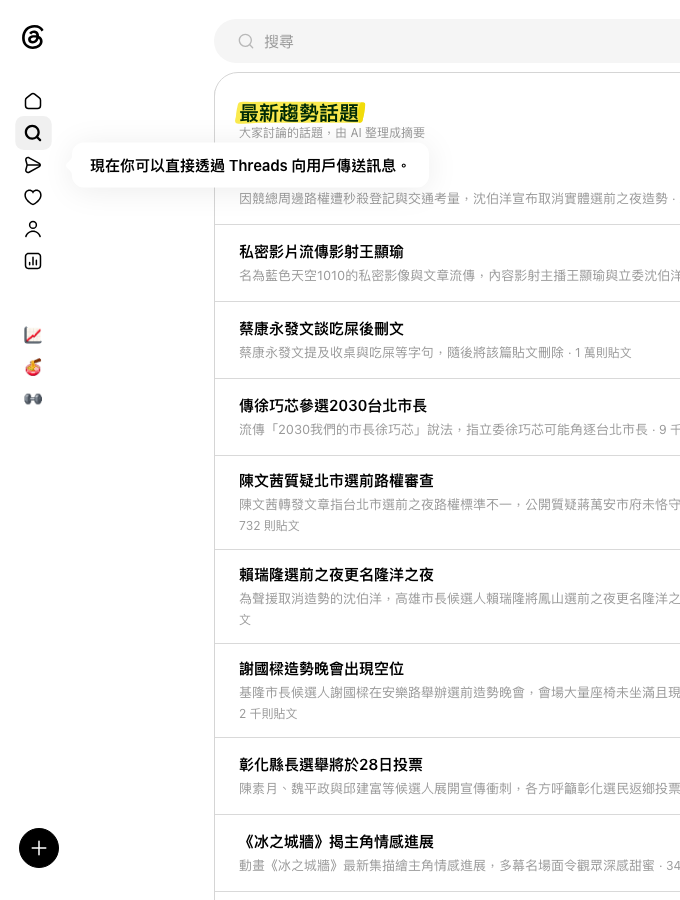 搜尋
最新趨勢話題
大家討論的話題，由 AI 整理成摘要
現在你可以直接透過 Threads 向用戶傳送訊息。
因競總周邊路權遭秒殺登記與交通考量，沈伯洋宣布取消實體選前之夜造勢 ·
私密影片流傳影射王顯瑜
名為藍色天空1010的私密影像與文章流傳，內容影射主播王顯瑜與立委沈伯洋
蔡康永發文談吃屎後刪文
蔡康永發文提及收桌與吃屎等字句，隨後將該篇貼文刪除 · 1 萬則貼文
傳徐巧芯參選2030台北市長
流傳「2030我們的市長徐巧芯」說法，指立委徐巧芯可能角逐台北市長 · 9 千
陳文茜質疑北市選前路權審查
陳文茜轉發文章指台北市選前之夜路權標準不一，公開質疑蔣萬安市府未恪守
732 則貼文
賴瑞隆選前之夜更名隆洋之夜
為聲援取消造勢的沈伯洋，高雄市長候選人賴瑞隆將鳳山選前之夜更名隆洋之
文
謝國樑造勢晚會出現空位
基隆市長候選人謝國樑在安樂路舉辦選前造勢晚會，會場大量座椅未坐滿且現
2 千則貼文
彰化縣長選舉將於28日投票
陳素月、魏平政與邱建富等候選人展開宣傳衝刺，各方呼籲彰化選民返鄉投票
《冰之城牆》揭主角情感進展
動畫《冰之城牆》最新集描繪主角情感進展，多幕名場面令觀眾深感甜蜜 · 34